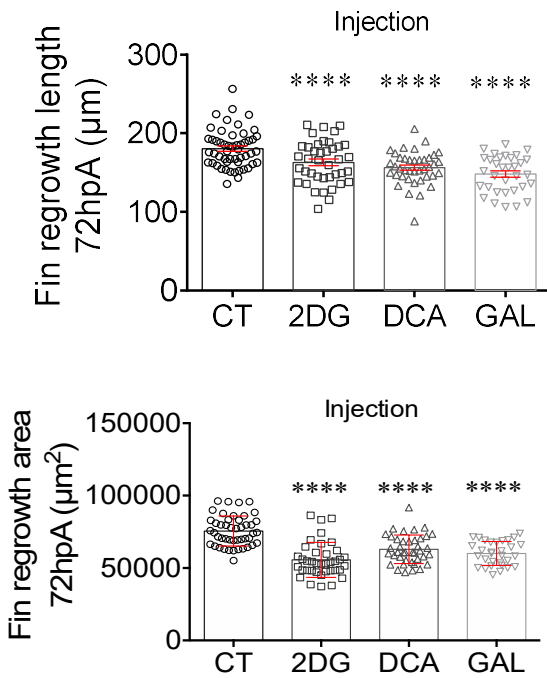 Injection
Fin regrowth length
72hpA (µm)
300
200
100
0
**** **** ****
CT 2DG DCA GAL
Injection
Fin regrowth area
72hpA (µm²)
150000
100000
50000
0
**** **** ****
CT 2DG DCA GAL